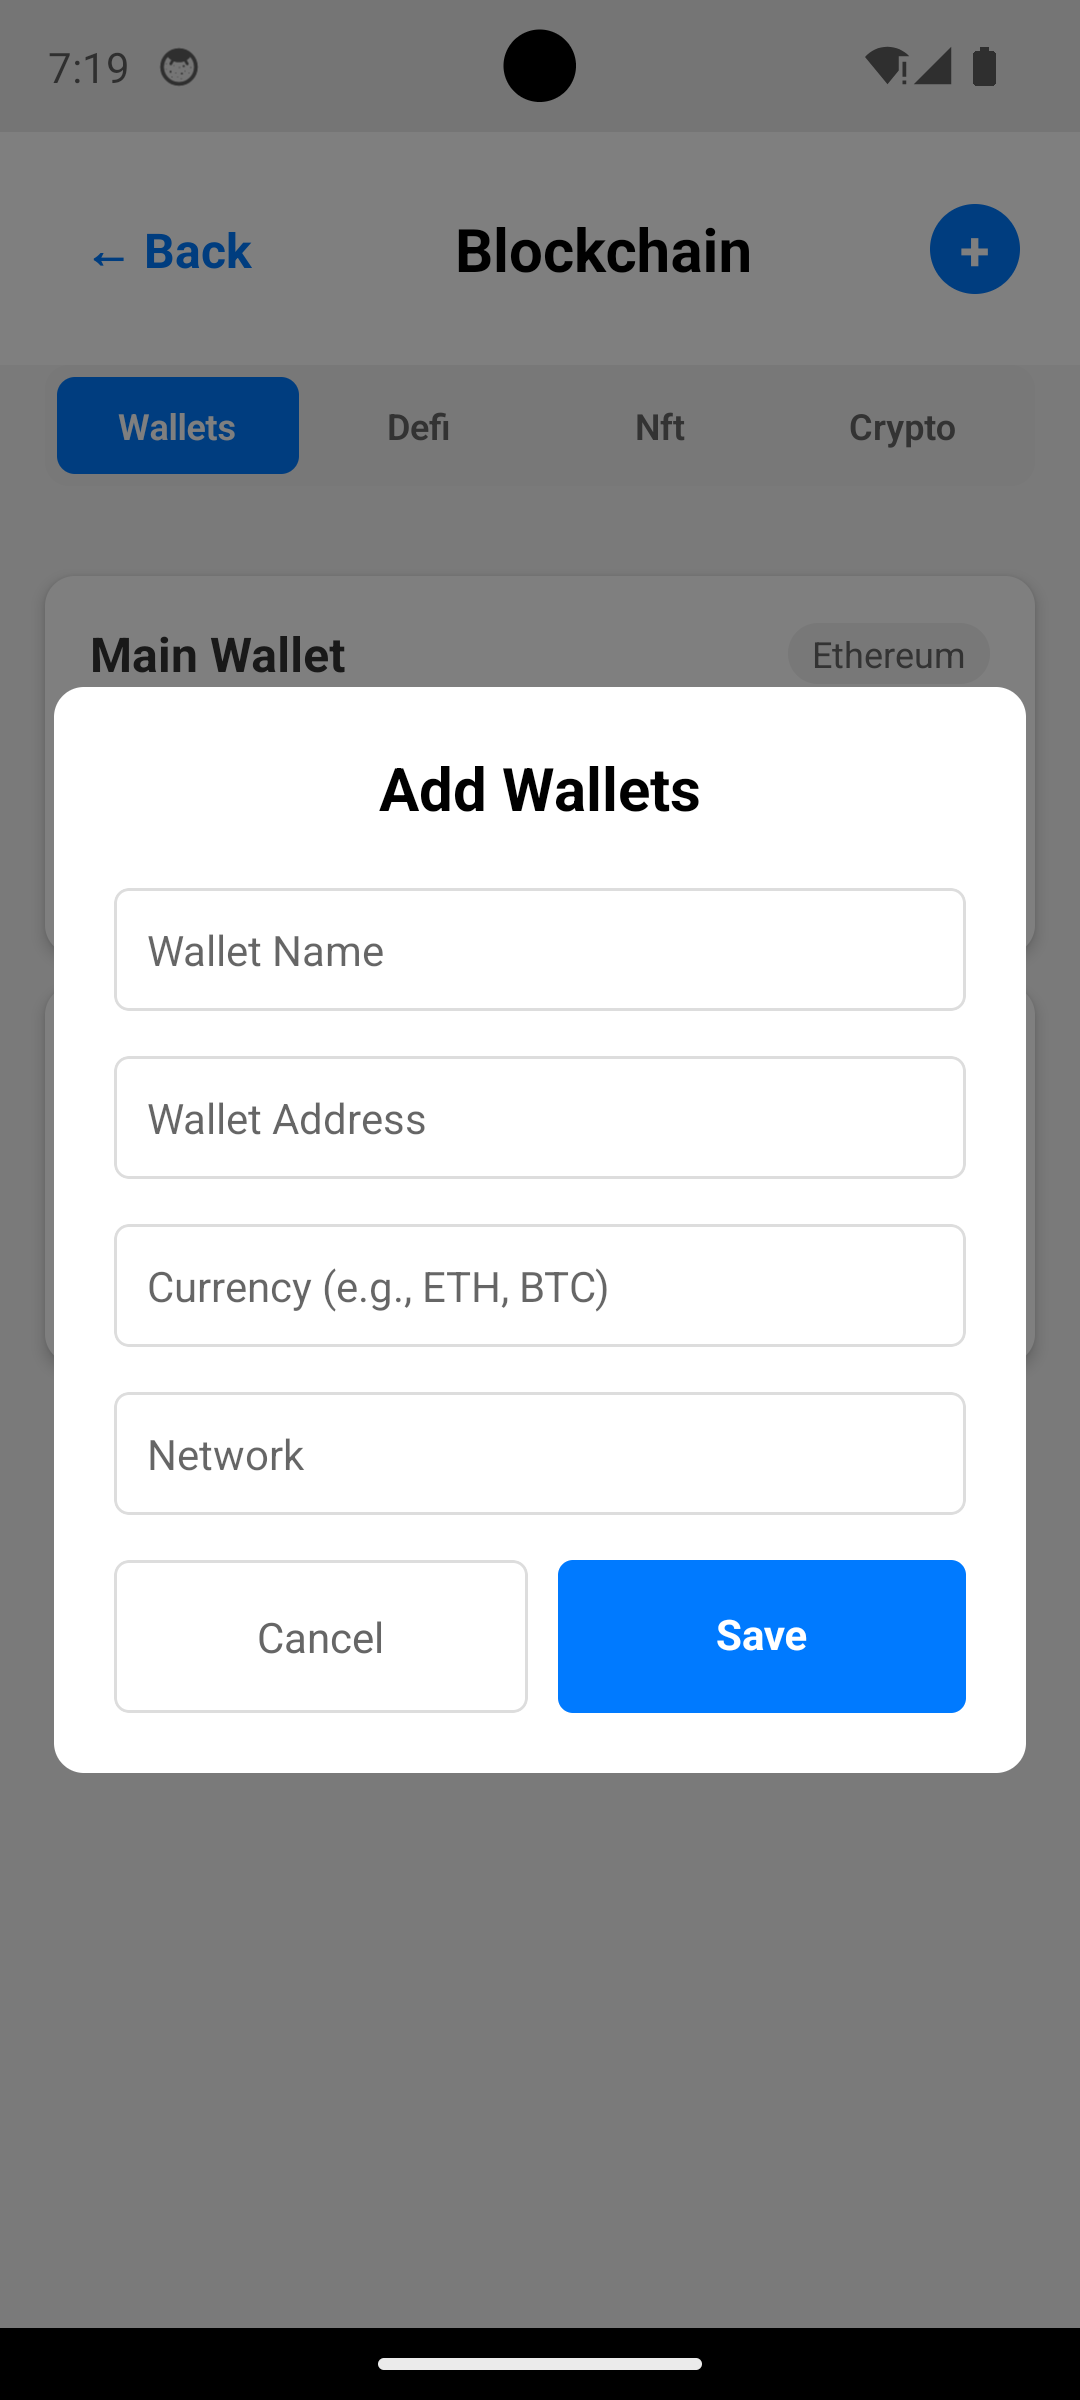 7:19
← Back
Blockchain
+
Wallets
Defi
Nft
Crypto
Main Wallet
Ethereum
Add Wallets
Wallet Name
Wallet Address
Currency (e.g., ETH, BTC)
Network
Cancel
Save